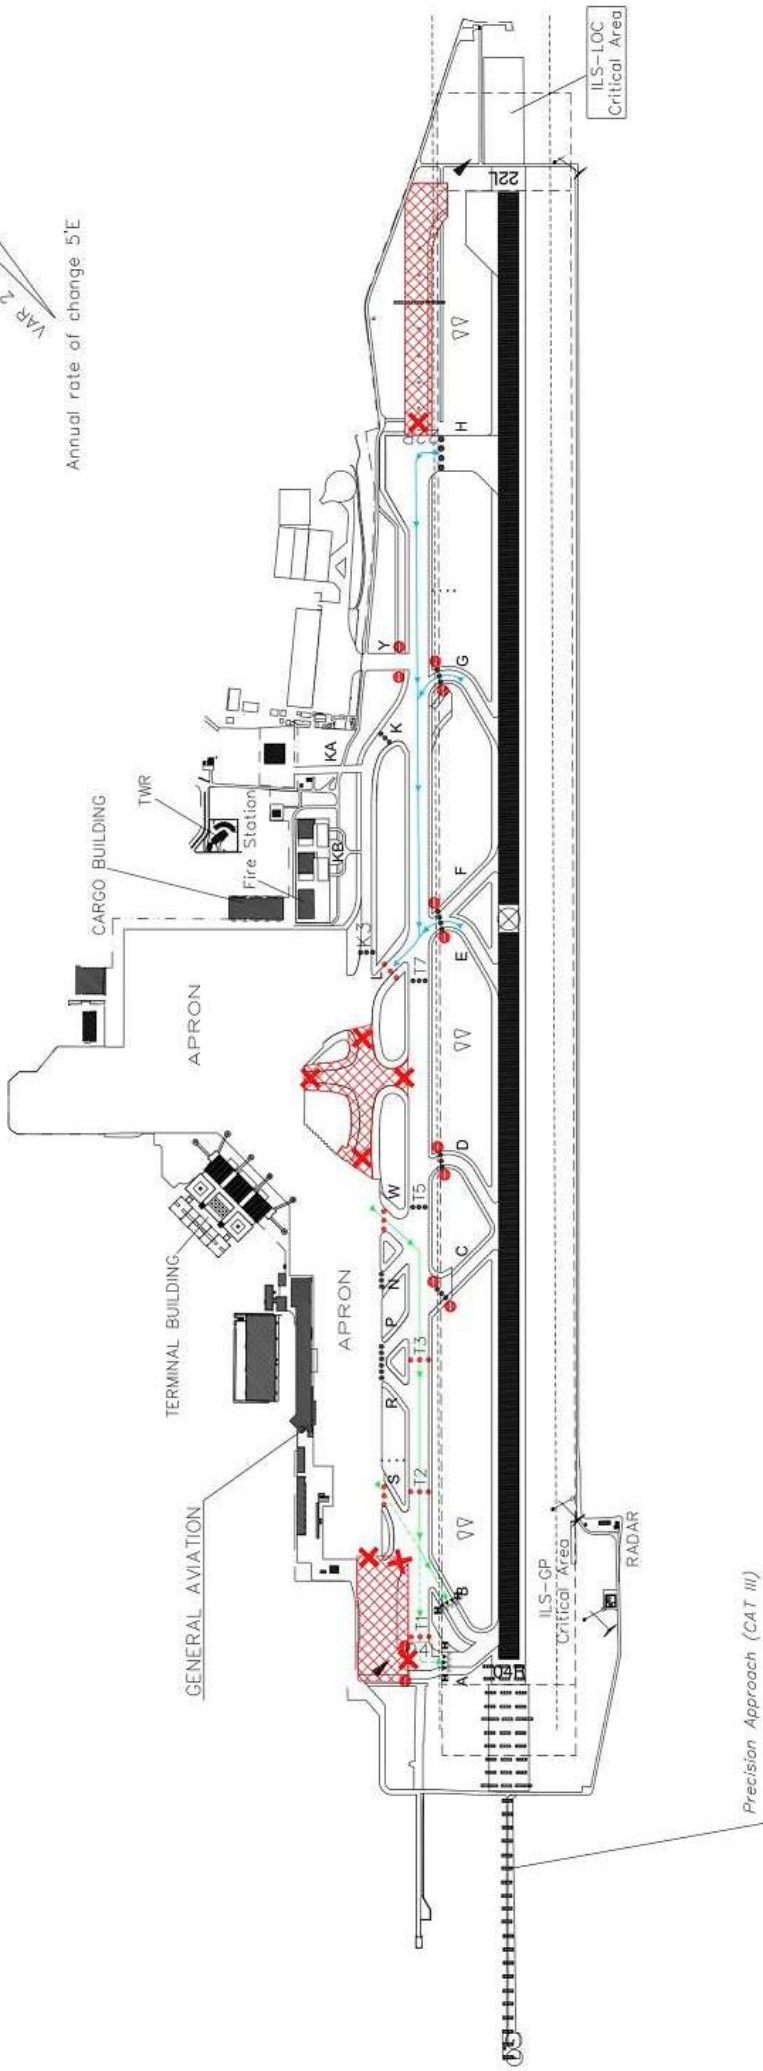 VAR 2
Annual rate of change 5'E
ILS-LOC
Critical Area
22L
H
Y
G
K
KA
TWR
Fire Station
CARGO BUILDING
KB
F
K3
L
T7
E
APRON
D
W
T5
TERMINAL BUILDING
C
N
P
APRON
T3
R
S
T2
GENERAL AVIATION
B
T1
A
04R
ILS-GP
Critical Area
RADAR
Precision Approach (CAT III)